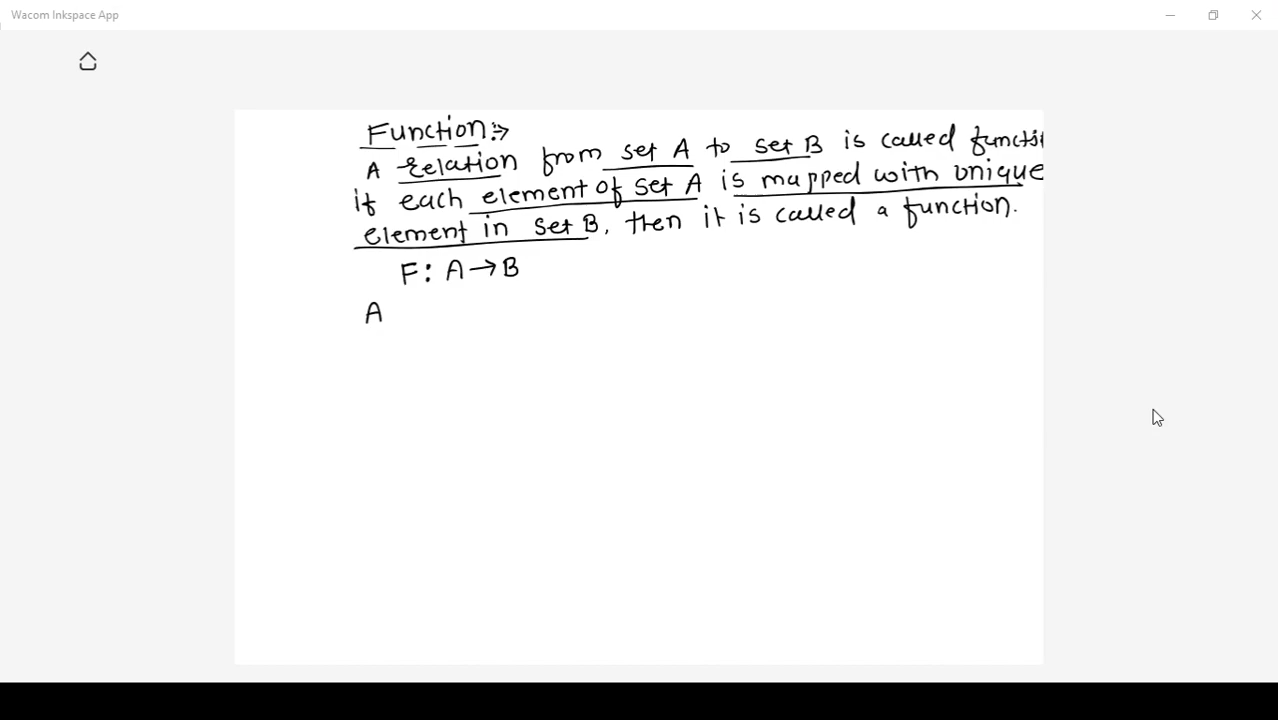 Wacom Inkspace App
Function :→
A relation from set A to set B is called functi
if each element of set A is mapped with unique
element in set B, then it is called a function.
F: A→B
A